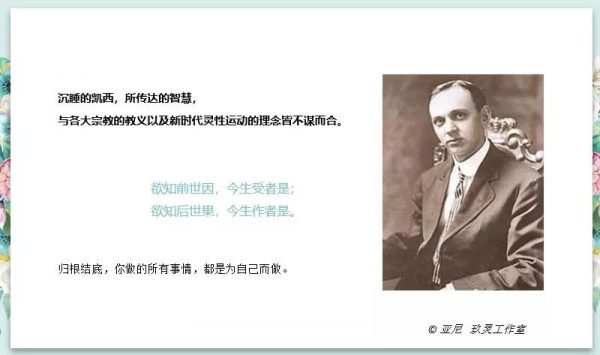 沉睡的凯西，所传达的智慧，
与各大宗教的教义以及新时代灵性运动的理念皆不谋而合。
欲知前世因，今生受者是；
欲知后世果，今生作者是。
归根结底，你做的所有事情，都是为自己而做。
© 亚尼 玖灵工作室